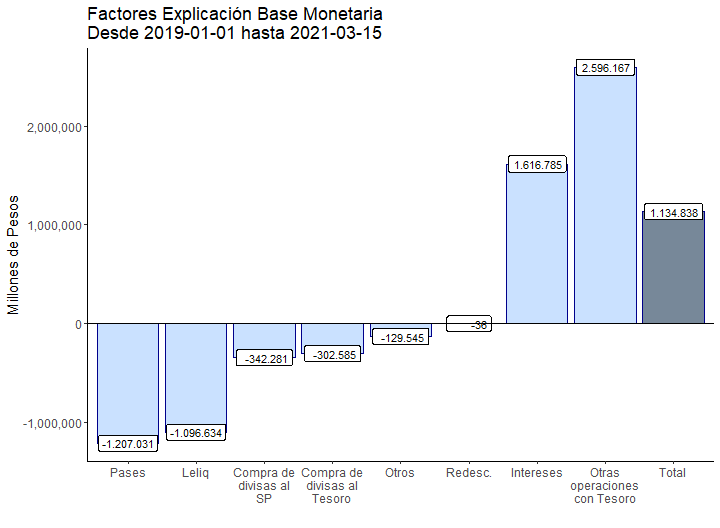 Factores Explicación Base Monetaria
Desde 2019-01-01 hasta 2021-03-15
Millones de Pesos
2,000,000
1,000,000
0
-1,000,000
-1.207.031
-1.096.634
-342.281
-302.585
-129.545
-36
1.616.785
2.596.167
1.134.838
Pases
Leliq
Compra de
divisas al
SP
Compra de
divisas al
Tesoro
Otros
Redesc.
Intereses
Otras
operaciones
con Tesoro
Total